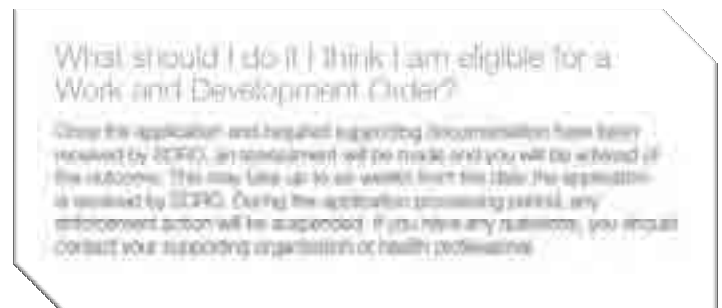 What should I do if I think I am eligible for a
Work and Development Order?
Once the application and required supporting documentation have been
received by SDRO, an assessment will be made and you will be advised of
the outcome. This may take up to six weeks from the date the application
is received by SDRO. During the application processing period, any
enforcement action will be suspended. If you have any questions, you should
contact your supporting organisation or health professional.